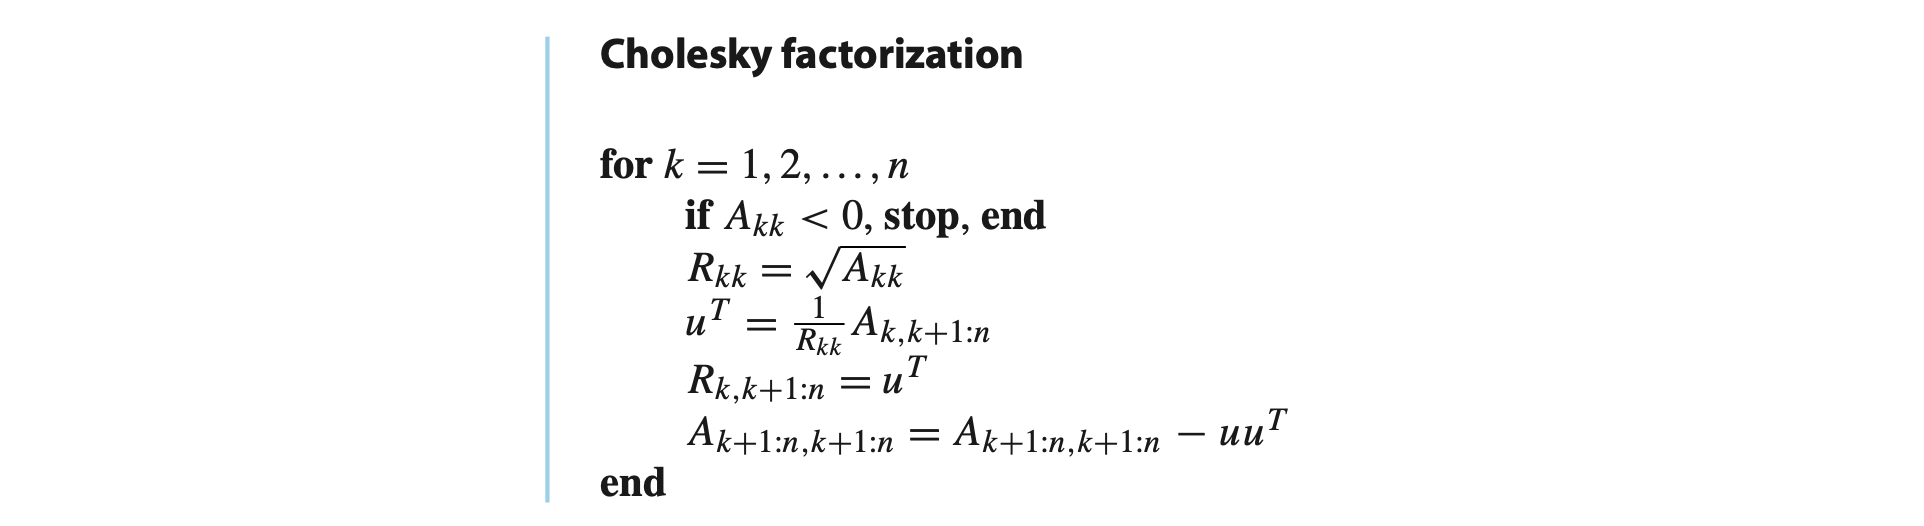 Cholesky factorization
for k = 1, 2, . . . , n
if A_{kk} < 0, stop, end
R_{kk} = \sqrt{A_{kk}}
u^T = \frac{1}{R_{kk}} A_{k,k+1:n}
R_{k,k+1:n} = u^T
A_{k+1:n,k+1:n} = A_{k+1:n,k+1:n} − uu^T
end